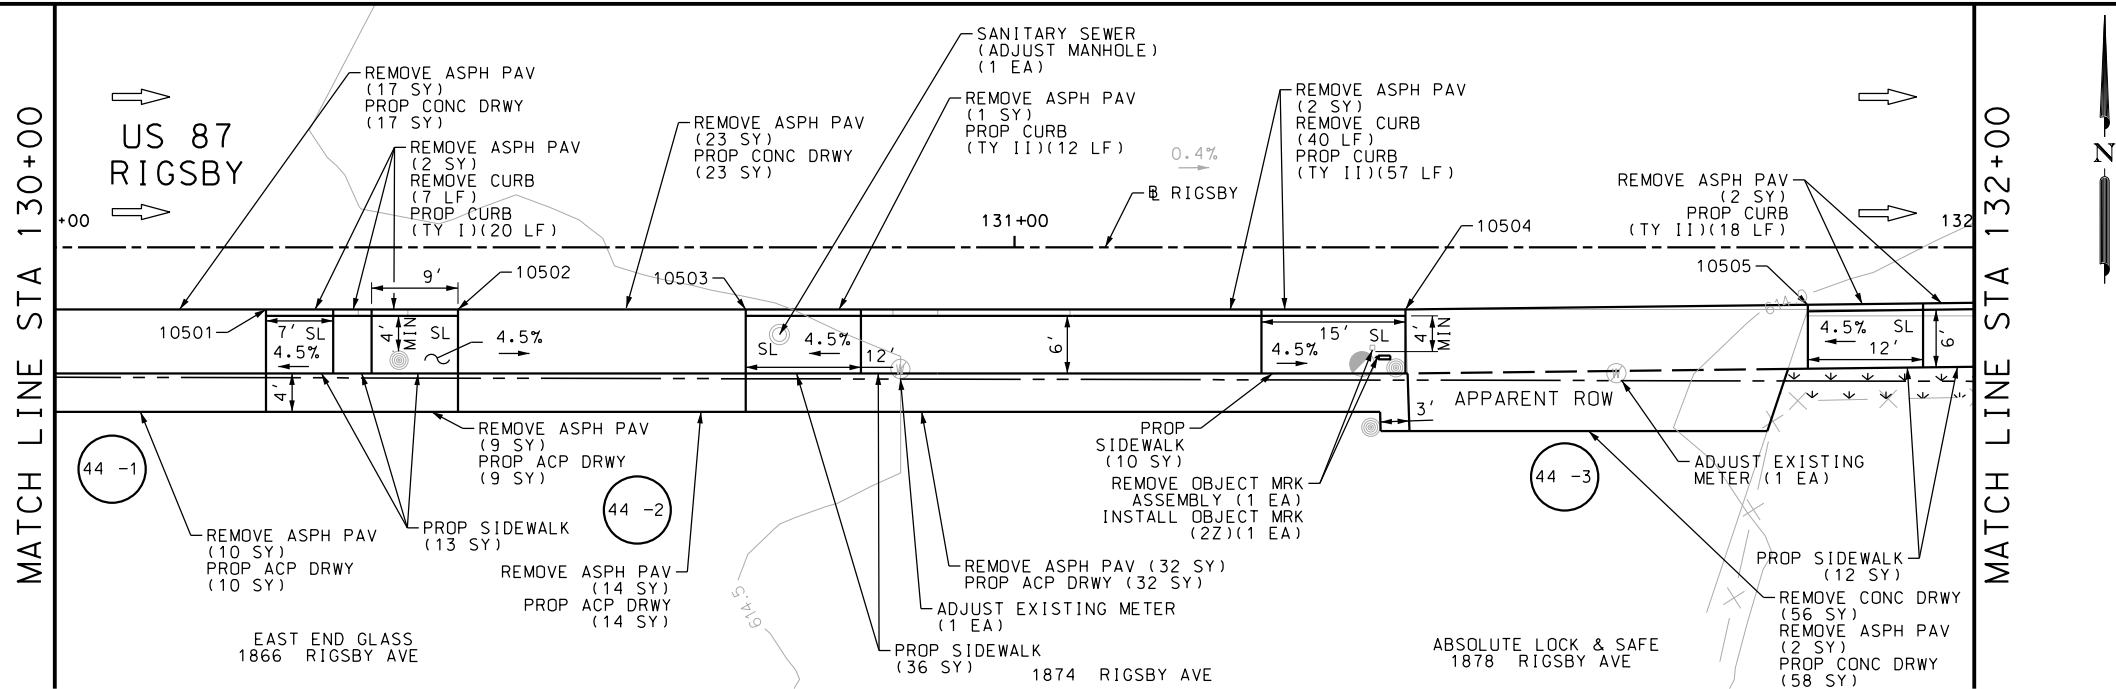 MATCH LINE STA 130+00
US 87
RIGSBY
+00
REMOVE ASPH PAV
(17 SY)
PROP CONC DRWY
(17 SY)
REMOVE ASPH PAV
(2 SY)
REMOVE CURB
(7 LF)
PROP CURB
(TY I)(20 LF)
REMOVE ASPH PAV
(23 SY)
PROP CONC DRWY
(23 SY)
SANITARY SEWER
(ADJUST MANHOLE)
(1 EA)
REMOVE ASPH PAV
(1 SY)
PROP CURB
(TY II)(12 LF)
0.4%
RIGSBY
131+00
REMOVE ASPH PAV
(2 SY)
REMOVE CURB
(40 LF)
PROP CURB
(TY II)(57 LF)
REMOVE ASPH PAV
(2 SY)
PROP CURB
(TY II)(18 LF)
132
MATCH LINE STA 132+00
N
10501
10502
10503
10504
10505
9'
7'
SL
4.5%
4'
4'
MIN
SL
4.5%
SL
4.5%
12'
6'
15'
SL
4.5%
4'
MIN
3'
614.0
4.5%
SL
12'
6'
W
W
APPARENT ROW
44 -1
44 -2
44 -3
REMOVE ASPH PAV
(10 SY)
PROP ACP DRWY
(10 SY)
REMOVE ASPH PAV
(9 SY)
PROP ACP DRWY
(9 SY)
PROP SIDEWALK
(13 SY)
REMOVE ASPH PAV
(14 SY)
PROP ACP DRWY
(14 SY)
614.5
REMOVE ASPH PAV (32 SY)
PROP ACP DRWY (32 SY)
ADJUST EXISTING METER
(1 EA)
PROP SIDEWALK
(36 SY)
PROP
SIDEWALK
(10 SY)
REMOVE OBJECT MRK
ASSEMBLY (1 EA)
INSTALL OBJECT MRK
(2Z)(1 EA)
ADJUST EXISTING
METER (1 EA)
PROP SIDEWALK
(12 SY)
REMOVE CONC DRWY
(56 SY)
REMOVE ASPH PAV
(2 SY)
PROP CONC DRWY
(58 SY)
EAST END GLASS
1866 RIGSBY AVE
1874 RIGSBY AVE
ABSOLUTE LOCK & SAFE
1878 RIGSBY AVE